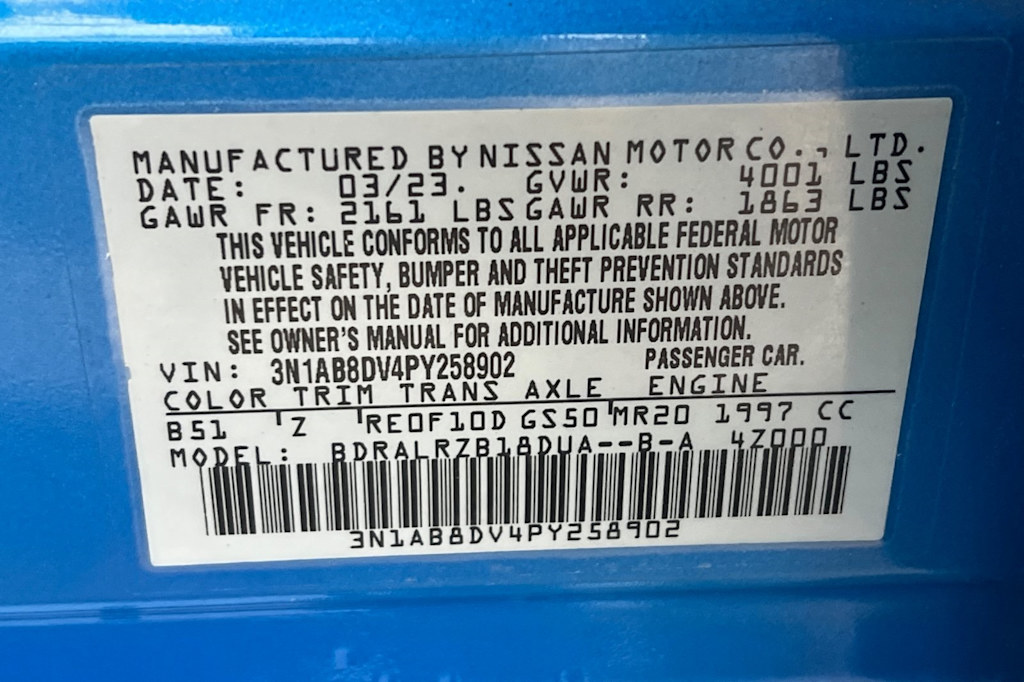 MANUFACTURED BY NISSAN MOTOR CO., LTD.
DATE: 03/23. GVWR: 4001 LBS
GAWR FR: 2161 LBS GAWR RR: 1863 LBS
THIS VEHICLE CONFORMS TO ALL APPLICABLE FEDERAL MOTOR
VEHICLE SAFETY, BUMPER AND THEFT PREVENTION STANDARDS
IN EFFECT ON THE DATE OF MANUFACTURE SHOWN ABOVE.
SEE OWNER'S MANUAL FOR ADDITIONAL INFORMATION.
VIN: 3N1AB8DV4PY258902 PASSENGER CAR.
COLOR TRIM TRANS AXLE ENGINE
B51 Z RE0F10D GS50 MR20 1997 CC
MODEL: BDRALRZB18DUA--B-A 4Z000
3N1AB8DV4PY258902